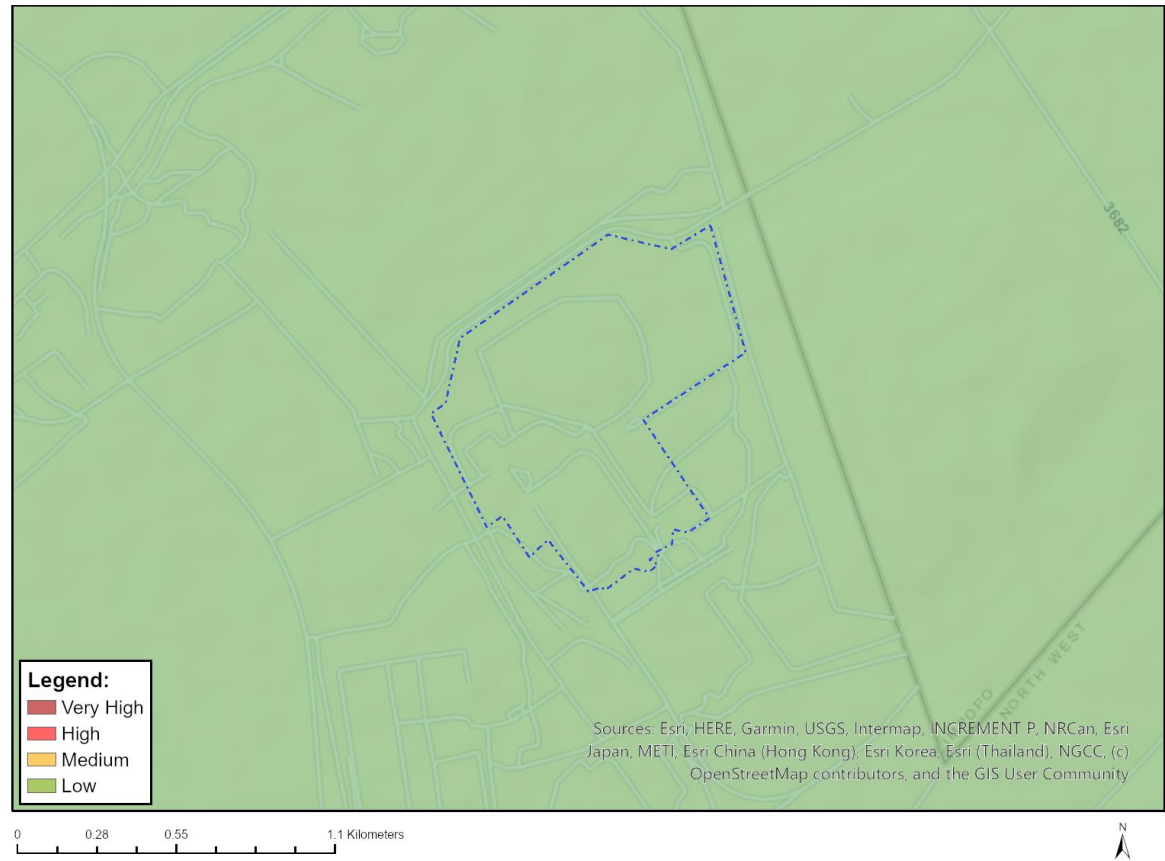 3682
NORTH WEST
Legend:
Very High
High
Medium
Low
Sources: Esri, HERE, Garmin, USGS, Intermap, INCREMENT P, NRCan, Esri
Japan, METI, Esri China (Hong Kong), Esri Korea, Esri (Thailand), NGCC, (c)
OpenStreetMap contributors, and the GIS User Community
0 0.28 0.55 1.1 Kilometers
N